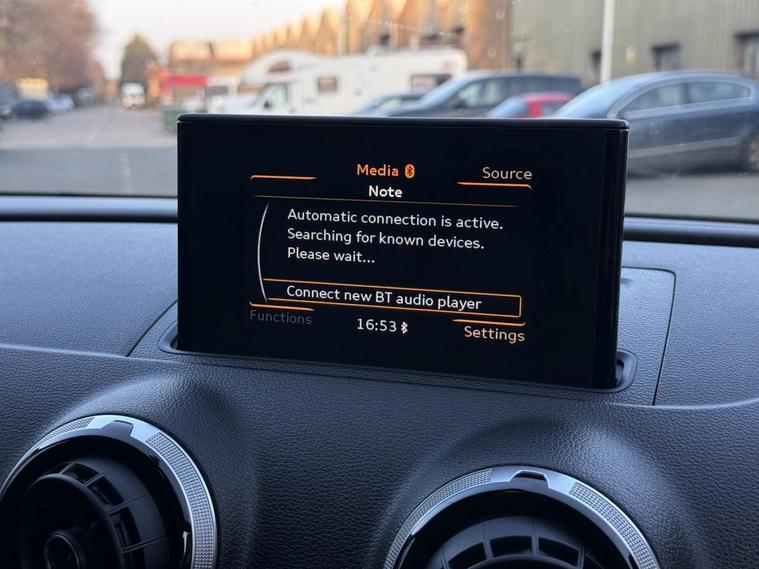 Media
Source
Note
Automatic connection is active.
Searching for known devices.
Please wait...
Connect new BT audio player
Functions
16:53
Settings